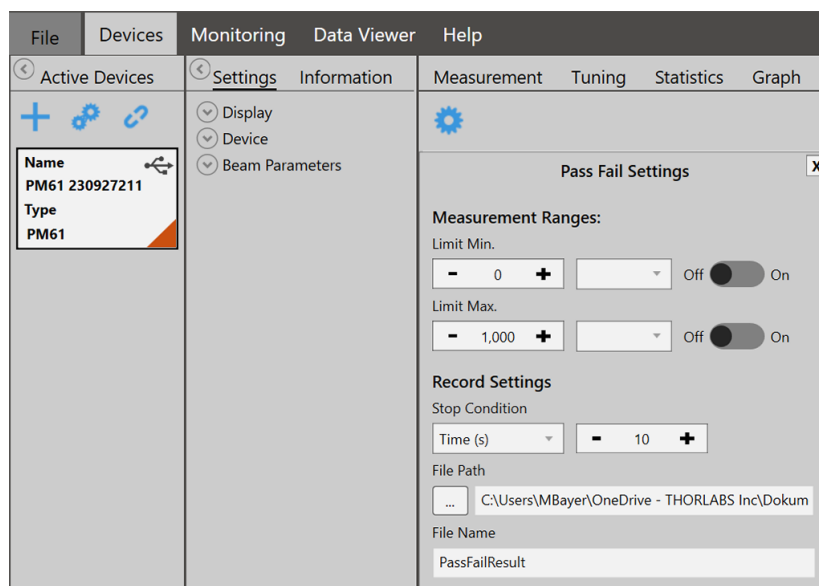 File Devices Monitoring Data Viewer Help
Active Devices
Name
PM61 230927211
Type
PM61
Settings Information
Display
Device
Beam Parameters
Measurement Tuning Statistics Graph
Pass Fail Settings X
Measurement Ranges:
Limit Min.
- 0 + Off On
Limit Max.
- 1,000 + Off On
Record Settings
Stop Condition
Time (s) - 10 +
File Path
... C:\Users\MBayer\OneDrive - THORLABS Inc\Dokum
File Name
PassFailResult